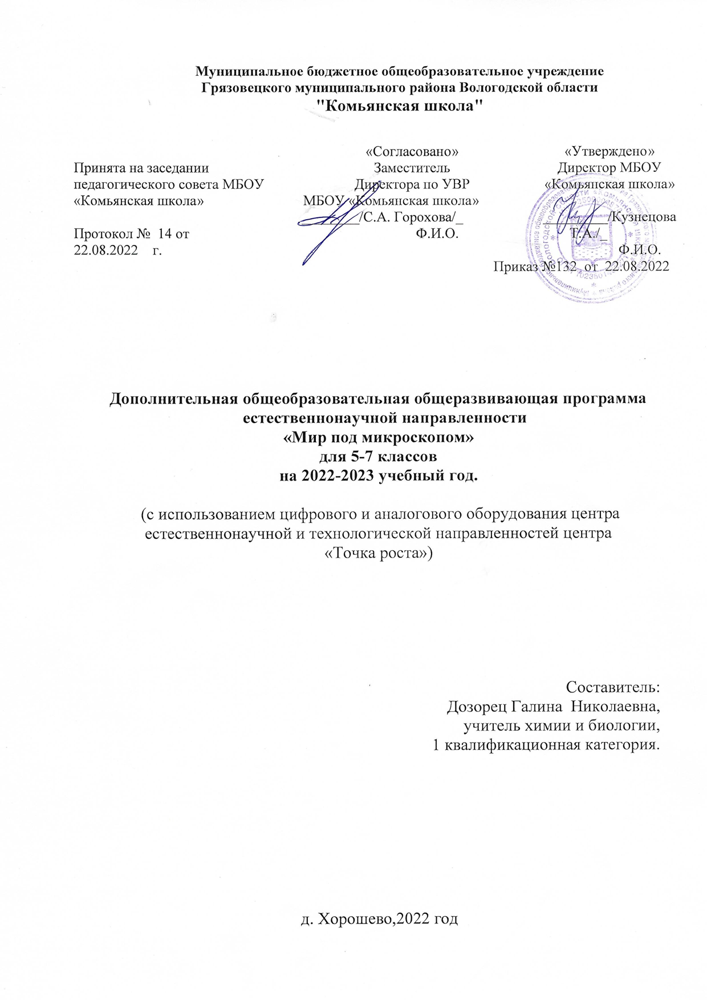 Муниципальное бюджетное общеобразовательное учреждение
Грязовецкого муниципального района Вологодской области
"Комьянская школа"
Принята на заседании
педагогического совета МБОУ
«Комьянская школа»
Протокол № 14 от
22.08.2022 г.
«Согласовано»
Заместитель
Директора по УВР
МБОУ «Комьянская школа»
________/С.А. Горохова/_
Ф.И.О.
«Утверждено»
Директор МБОУ
«Комьянская школа»
________/Кузнецова
Т.А./_
Ф.И.О.
Приказ №132 от 22.08.2022
Дополнительная общеобразовательная общеразвивающая программа
естественнонаучной направленности
«Мир под микроскопом»
для 5-7 классов
на 2022-2023 учебный год.
(с использованием цифрового и аналогового оборудования центра
естественнонаучной и технологической направленностей центра
«Точка роста»)
Составитель:
Дозорец Галина Николаевна,
учитель химии и биологии,
1 квалификационная категория.
д. Хорошево,2022 год